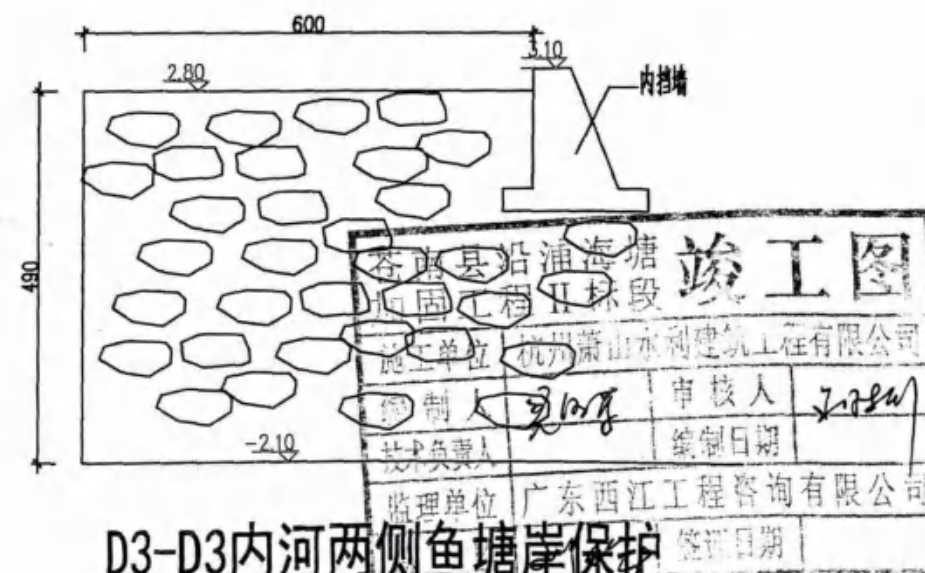 600
3.10
2.80
内挡墙
490
苍南县沿浦海塘
加固工程II标段
竣工图
施工单位 杭州萧山水利建筑工程有限公司
编制人 审核人
技术负责人 编制日期
-2.10
监理单位 广东西江工程咨询有限公司
签证日期
D3-D3内河两侧鱼塘岸保护